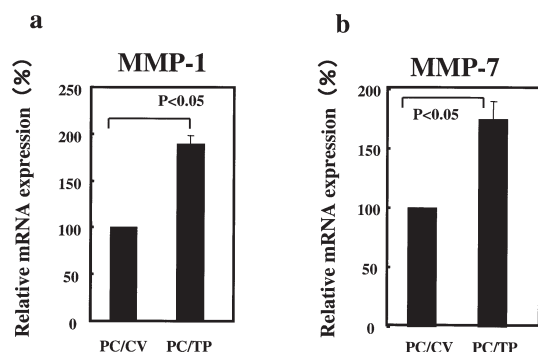 a
MMP-1
Relative mRNA expression (%)
250
200
150
100
50
0
P<0.05
PC/CV PC/TP
b
MMP-7
Relative mRNA expression (%)
200
150
100
50
0
P<0.05
PC/CV PC/TP